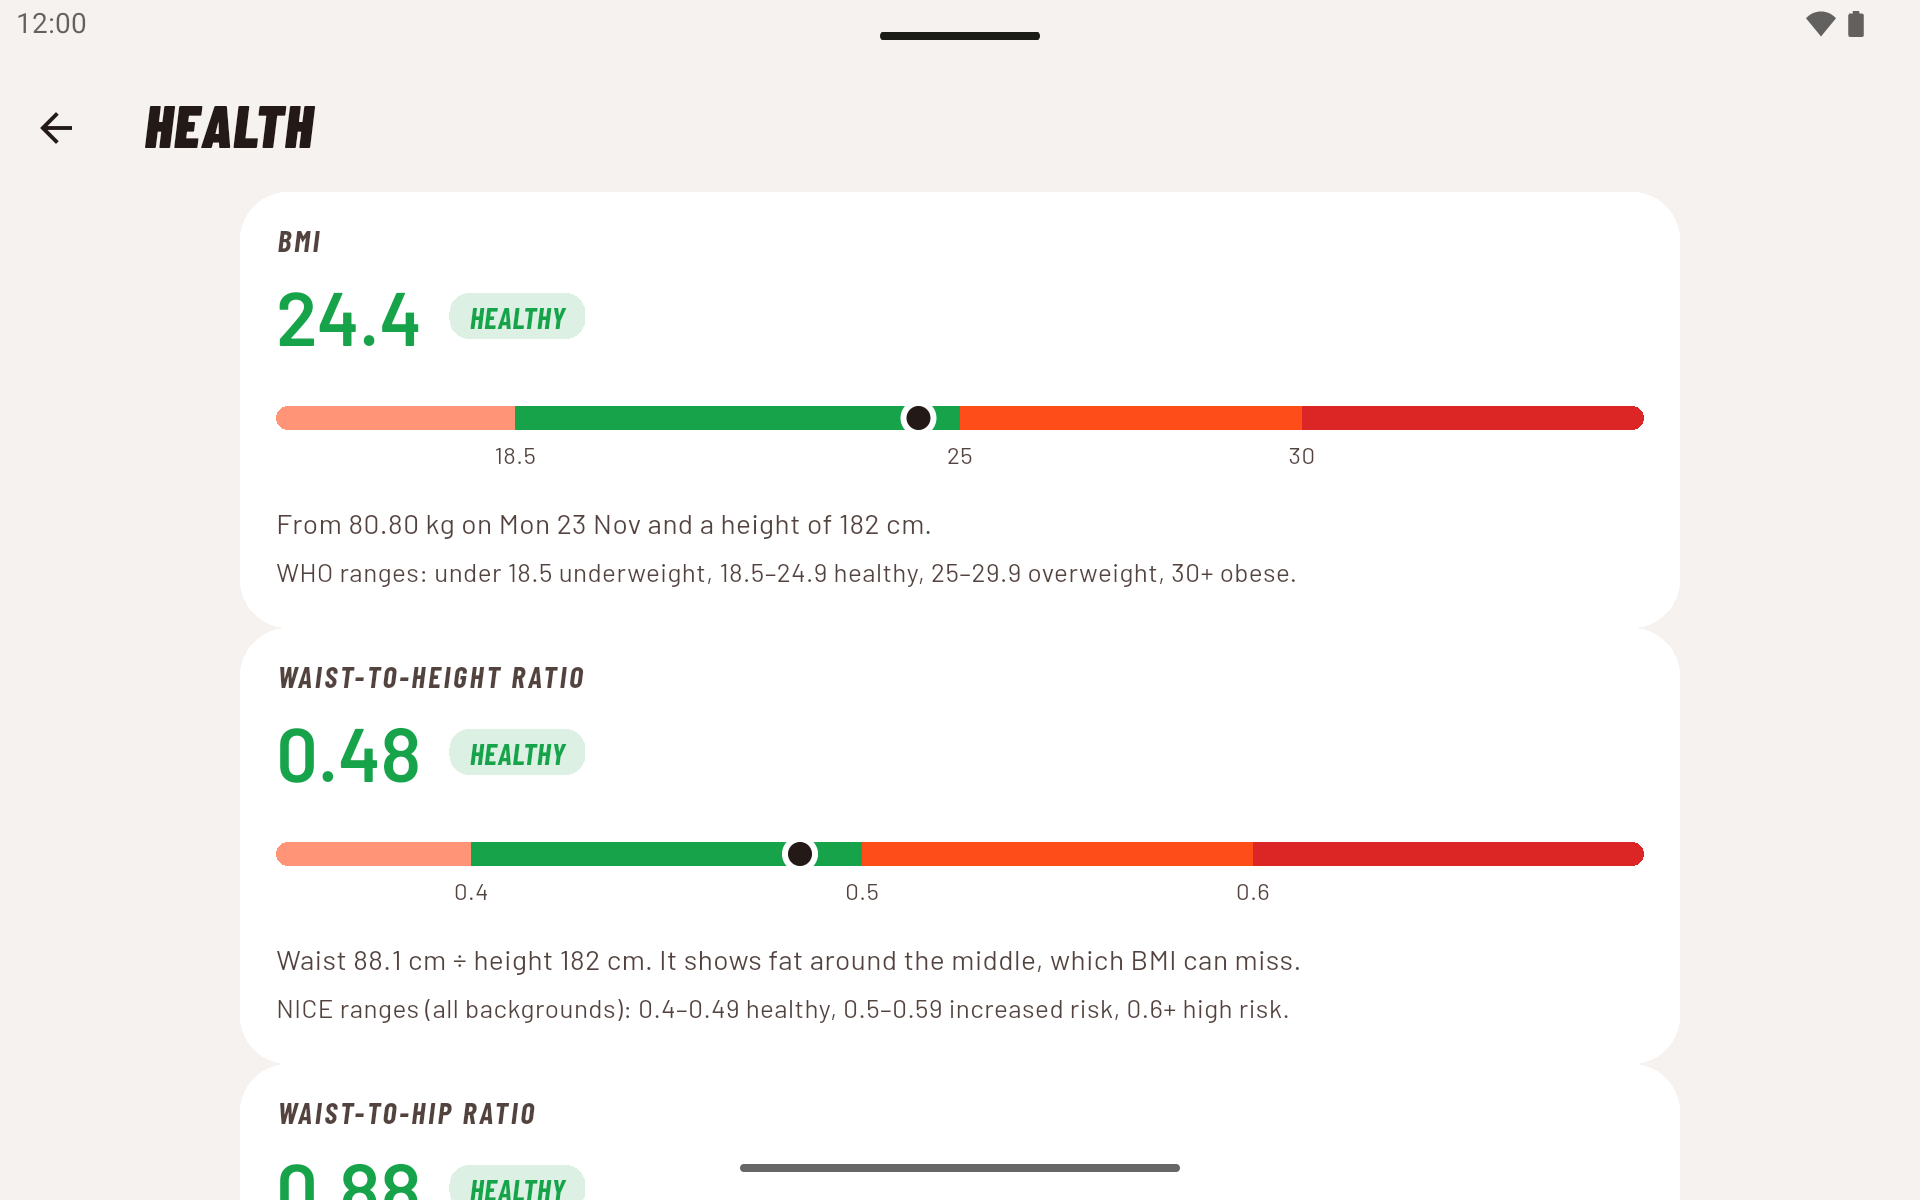 12:00
HEALTH
BMI
24.4 HEALTHY
18.5 25 30
From 80.80 kg on Mon 23 Nov and a height of 182 cm.
WHO ranges: under 18.5 underweight, 18.5–24.9 healthy, 25–29.9 overweight, 30+ obese.
WAIST-TO-HEIGHT RATIO
0.48 HEALTHY
0.4 0.5 0.6
Waist 88.1 cm ÷ height 182 cm. It shows fat around the middle, which BMI can miss.
NICE ranges (all backgrounds): 0.4–0.49 healthy, 0.5–0.59 increased risk, 0.6+ high risk.
WAIST-TO-HIP RATIO
0.88 HEALTHY